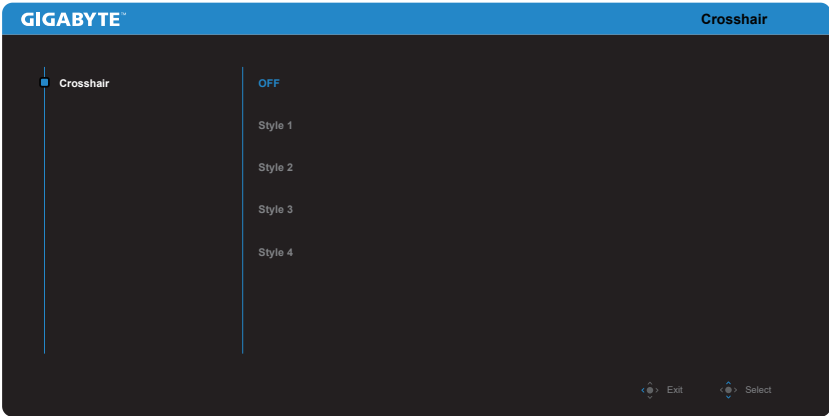 GIGABYTE™
Crosshair
Crosshair
OFF
Style 1
Style 2
Style 3
Style 4
Exit
Select